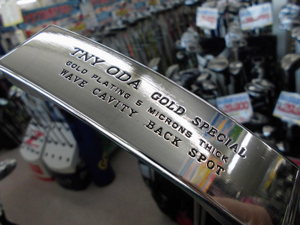 TNY ODA GOLD SPECIAL
GOLD PLATING 5 MICRONS THICK
WAVE CAVITY BACK SPOT